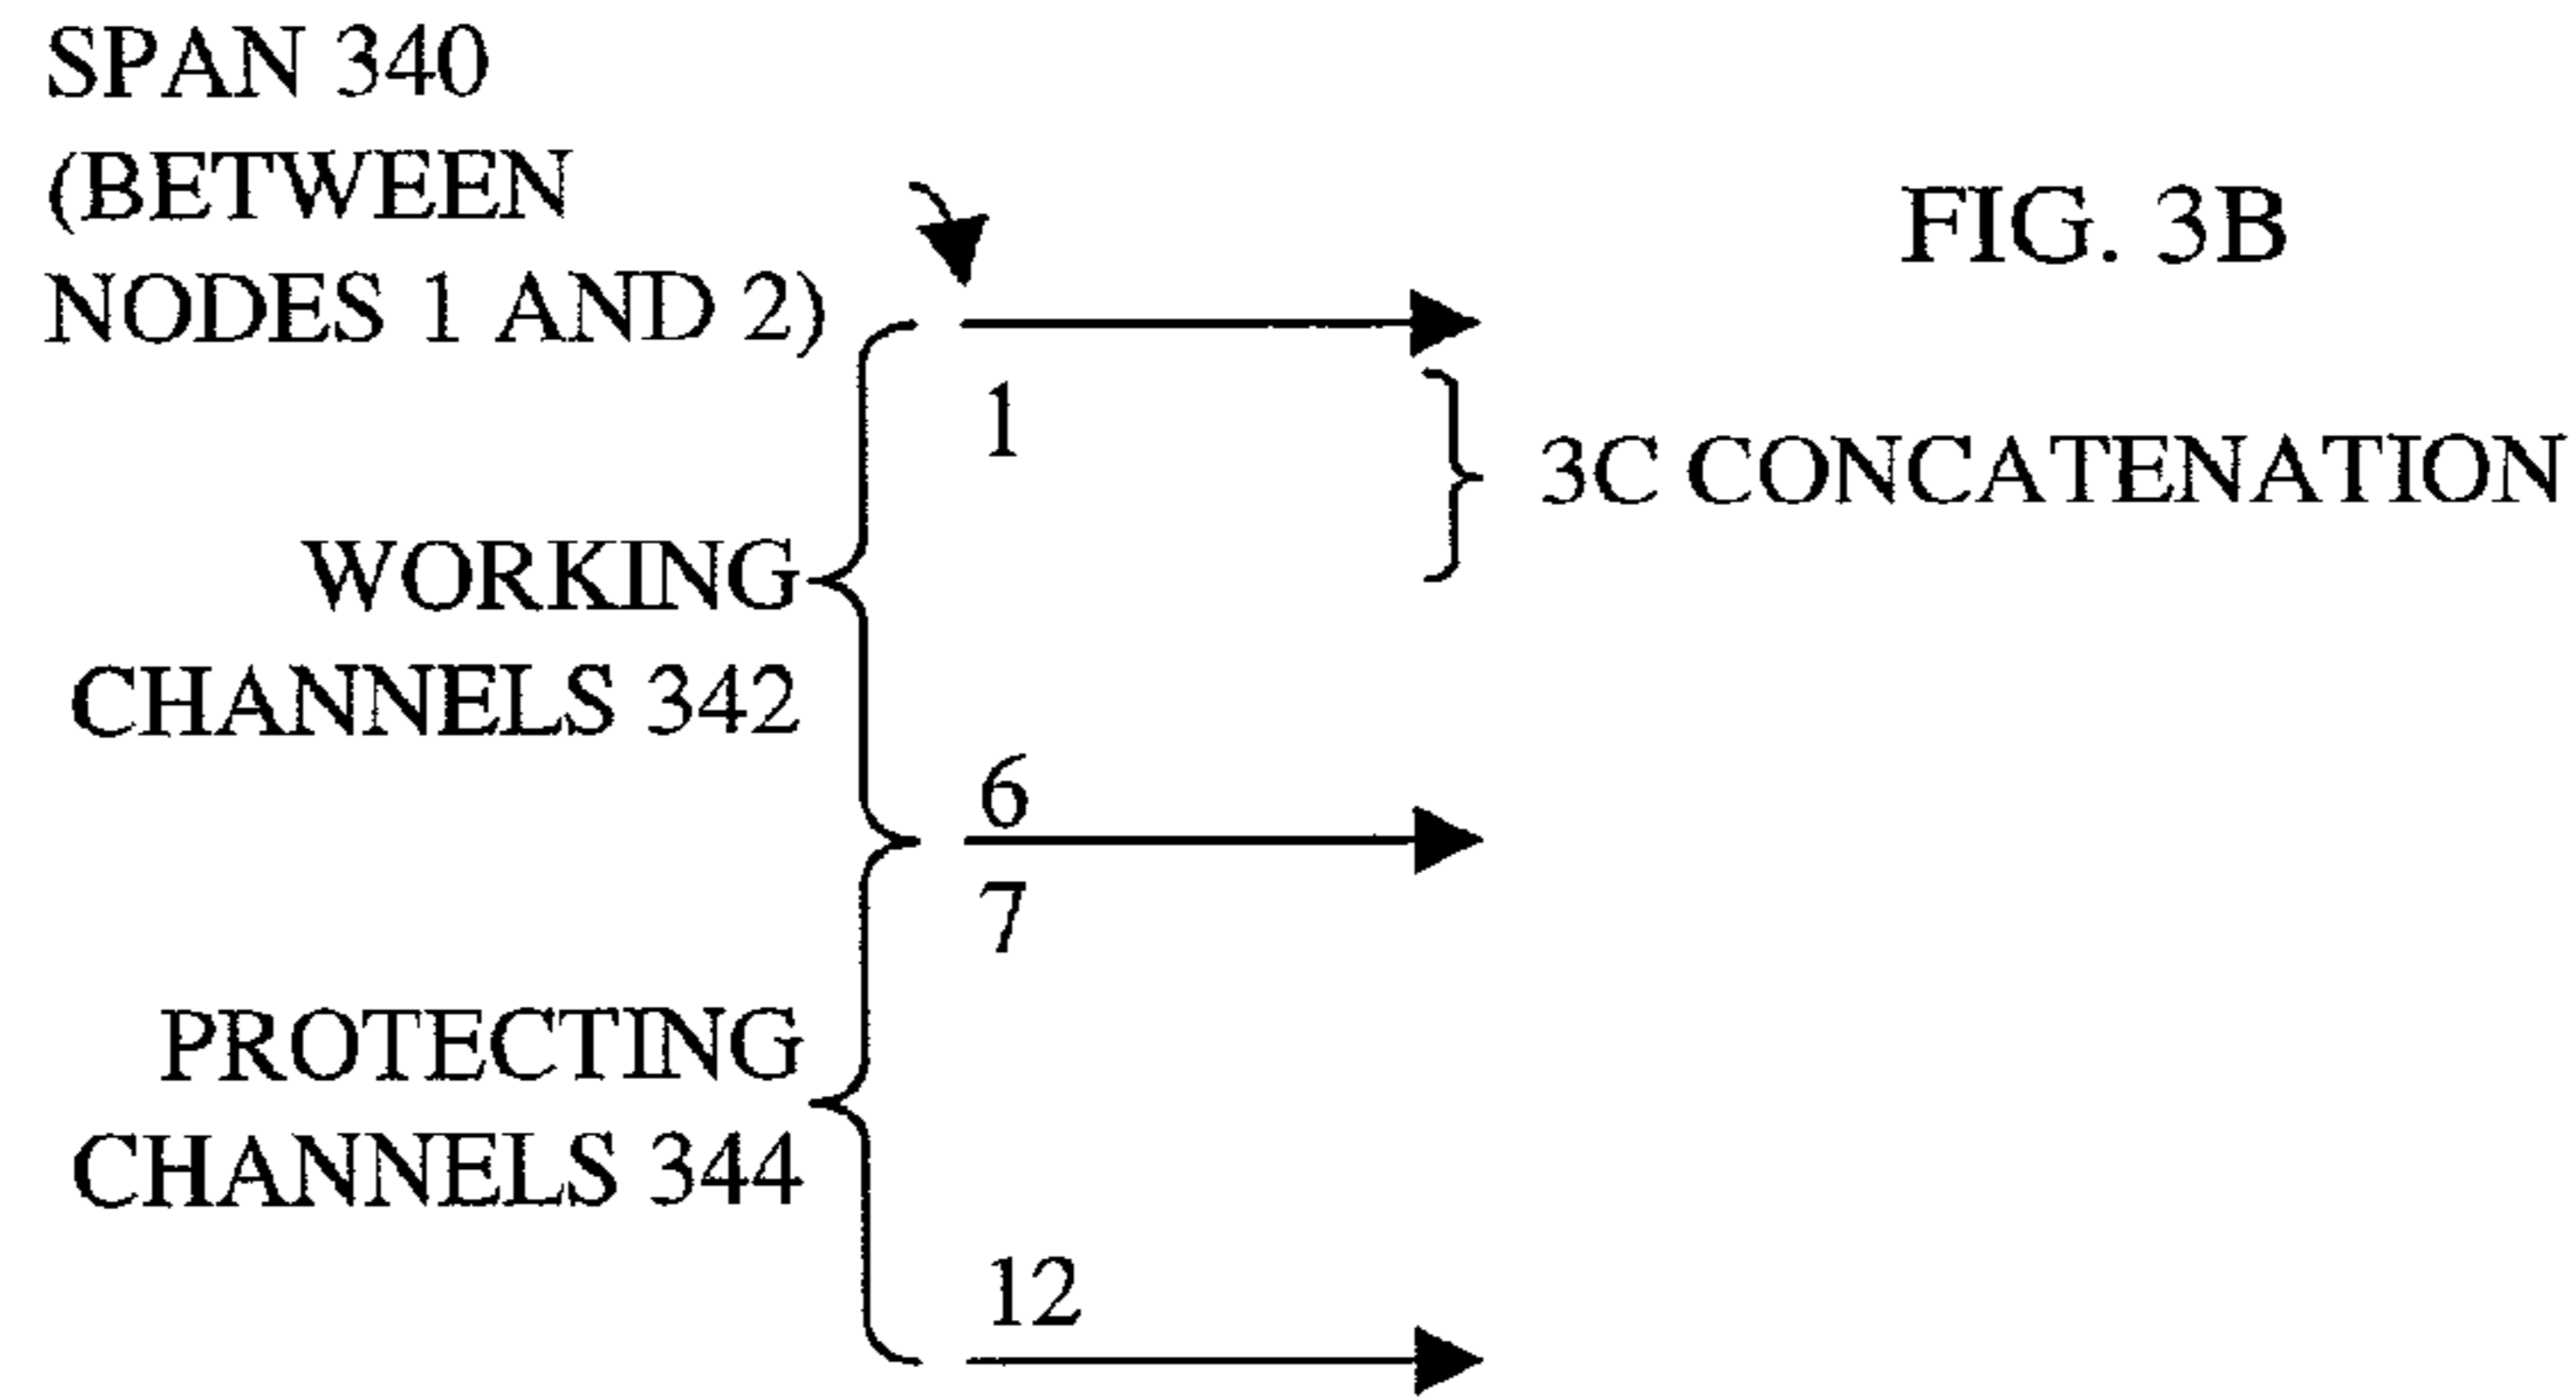 SPAN 340
(BETWEEN
NODES 1 AND 2)
FIG. 3B
1
3C CONCATENATION
WORKING
CHANNELS 342
6
7
PROTECTING
CHANNELS 344
12